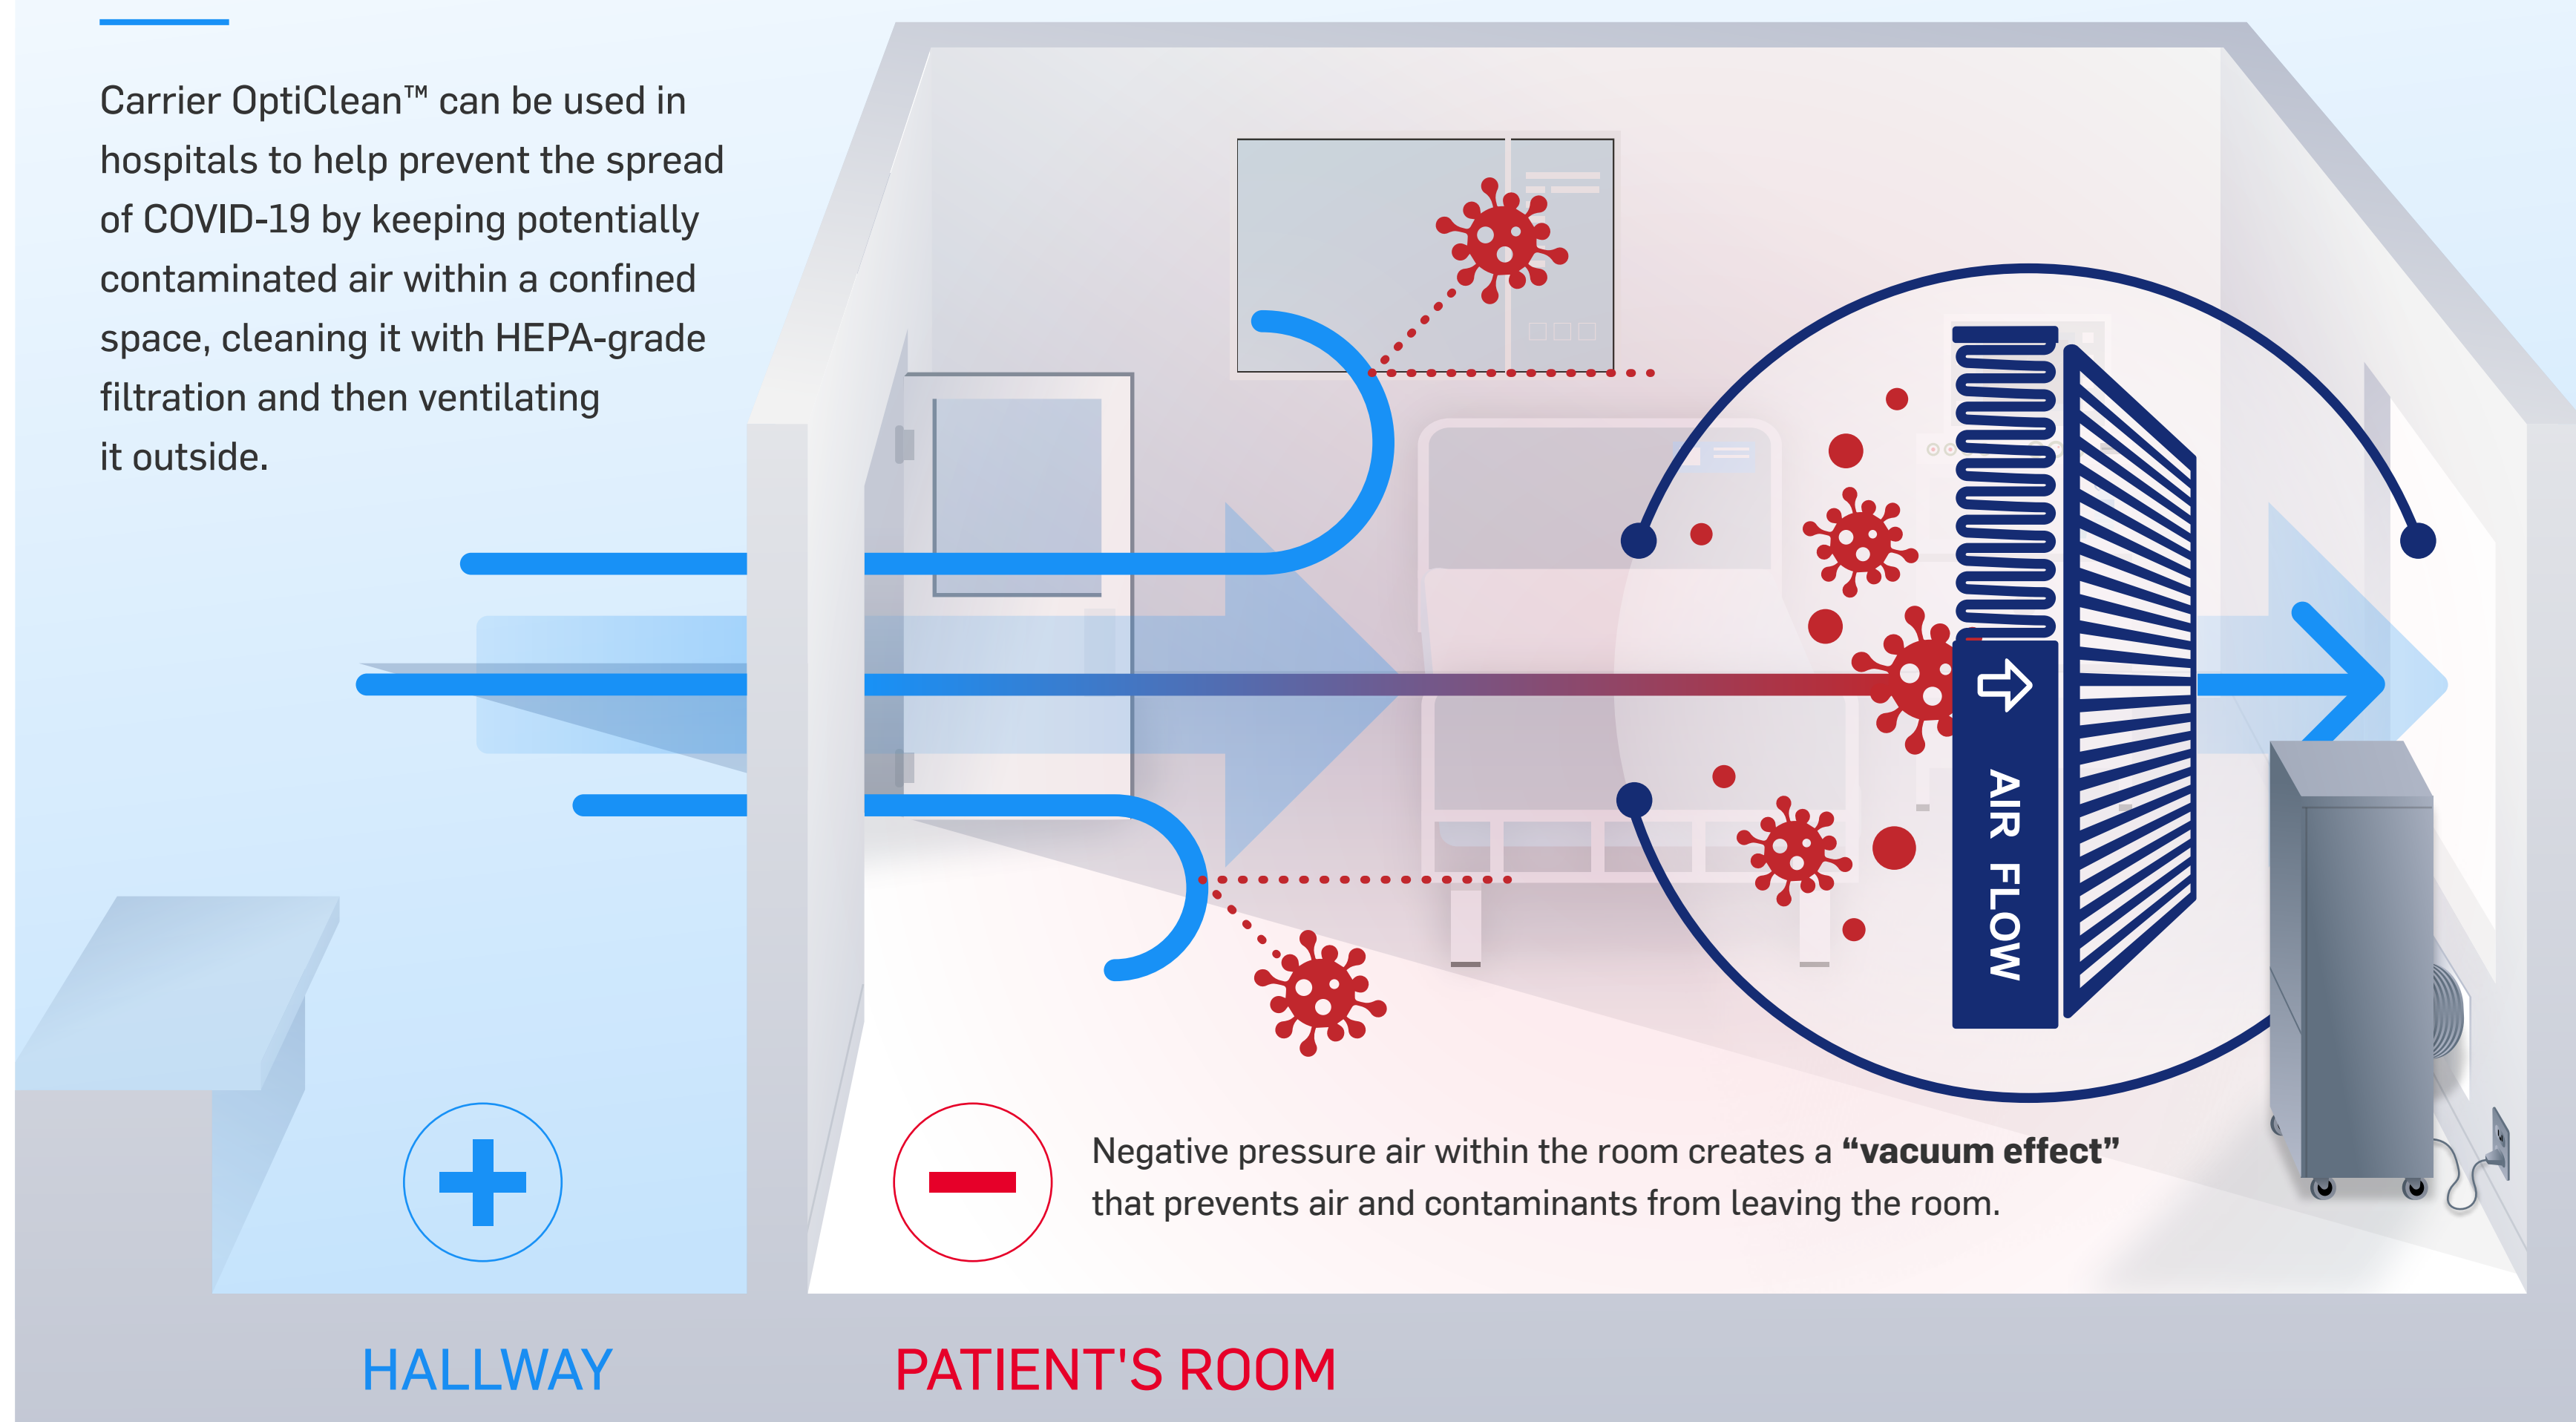 Carrier OptiClean™ can be used in
hospitals to help prevent the spread
of COVID-19 by keeping potentially
contaminated air within a confined
space, cleaning it with HEPA-grade
filtration and then ventilating
it outside.
AIR FLOW
Negative pressure air within the room creates a “vacuum effect”
that prevents air and contaminants from leaving the room.
HALLWAY
PATIENT'S ROOM